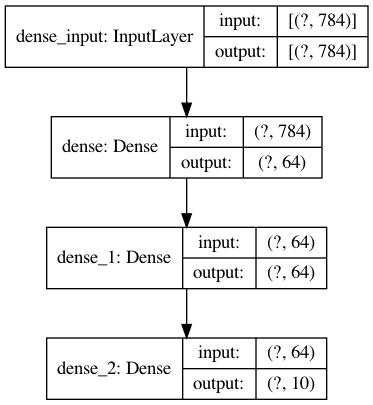 dense_input: InputLayer
input: [(?, 784)]
output: [(?, 784)]
dense: Dense
input: (?, 784)
output: (?, 64)
dense_1: Dense
input: (?, 64)
output: (?, 64)
dense_2: Dense
input: (?, 64)
output: (?, 10)